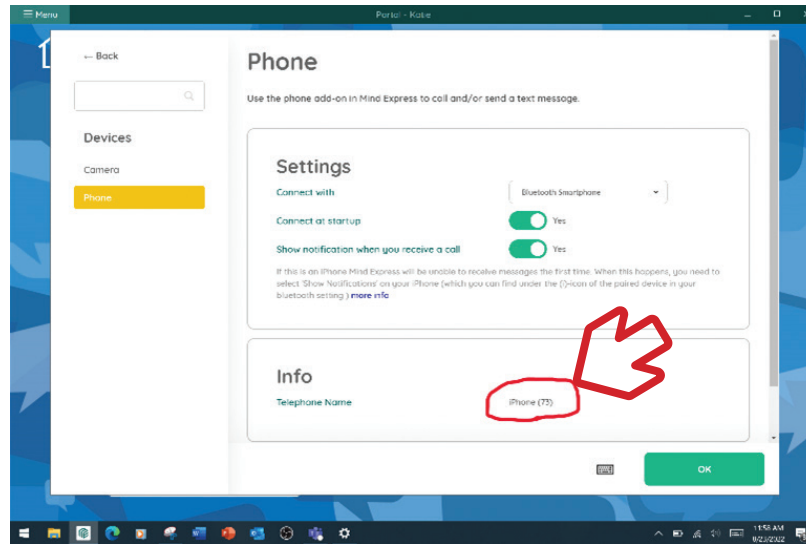 Menu
Portal - Katie
← Back
Phone
Use the phone add-on in Mind Express to call and/or send a text message.
Devices
Camera
Phone
Settings
Connect with
Bluetooth Smartphone
Connect at startup
Yes
Show notification when you receive a call
Yes
If this is an iPhone Mind Express will be unable to receive messages the first time. When this happens, you need to
select 'Show Notifications' on your iPhone (which you can find under the (i)-icon of the paired device in your
bluetooth setting.) more info
Info
Telephone Name
iPhone (73)
OK
11:58 AM
8/23/2022